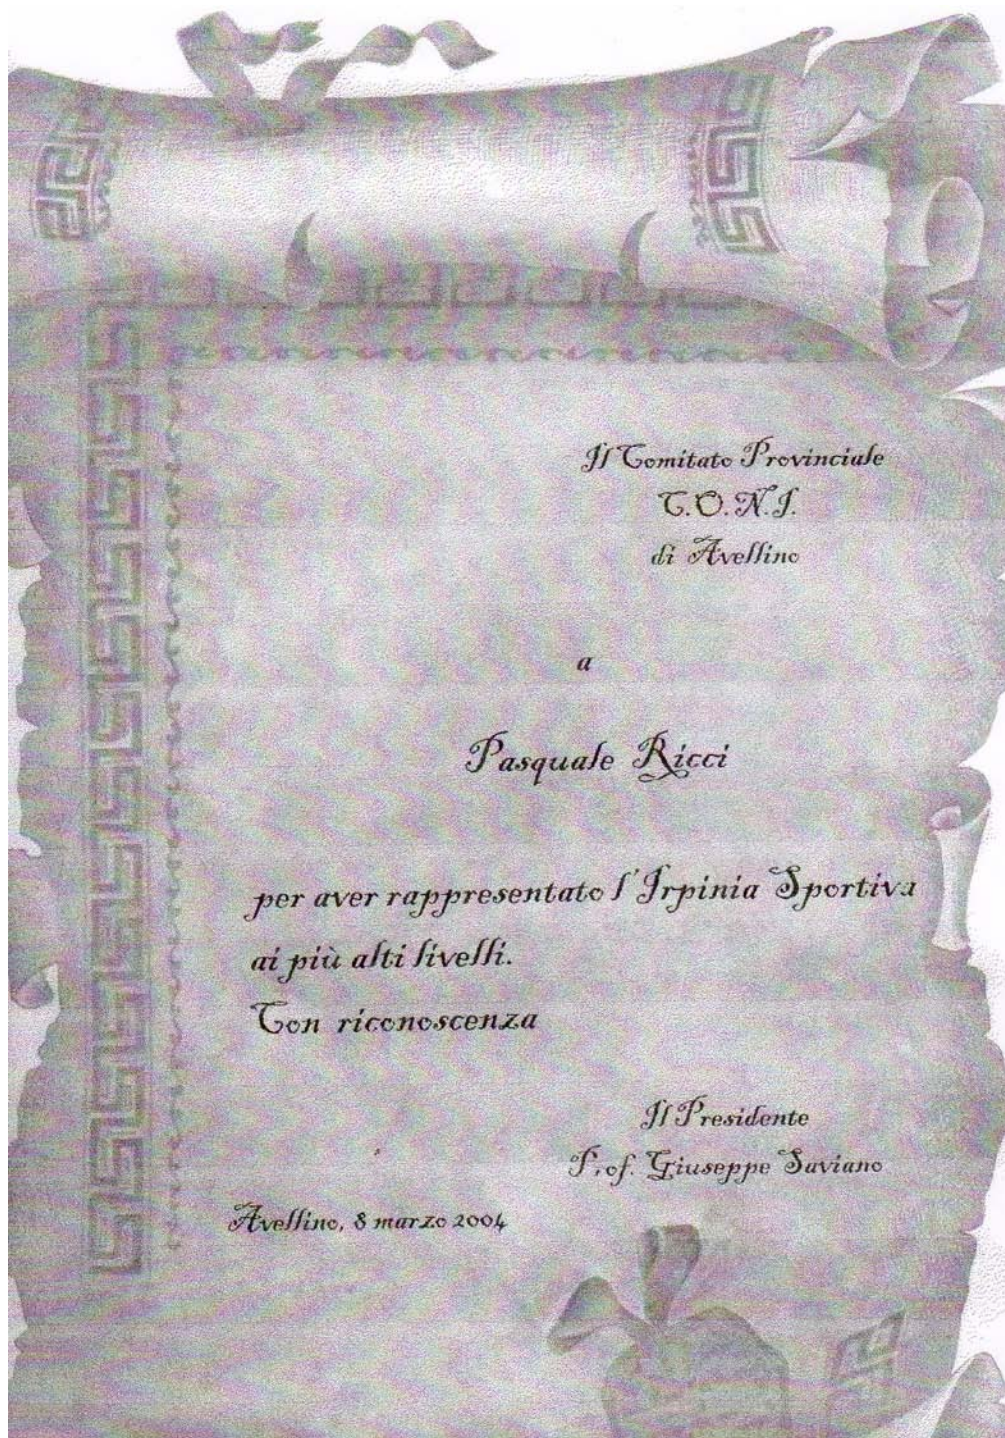 Il Comitato Provinciale
C.O.N.I.
di Avellino
a
Pasquale Ricci
per aver rappresentato l'Irpinia Sportiva
ai più alti livelli.
Con riconoscenza
Il Presidente
Prof. Giuseppe Saviano
Avellino, 8 marzo 2004